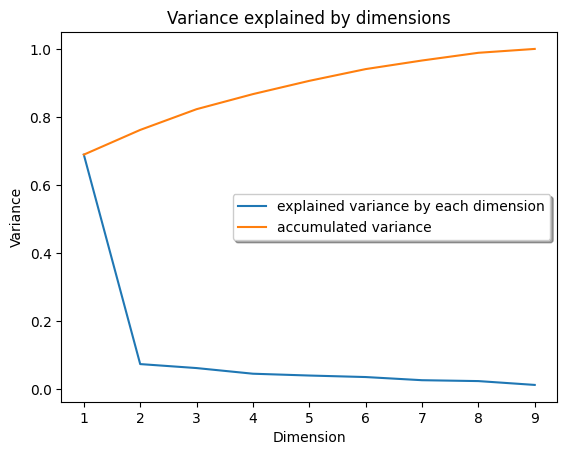 Variance explained by dimensions
1.0
0.8
0.6
0.4
0.2
0.0
Variance
explained variance by each dimension
accumulated variance
1 2 3 4 5 6 7 8 9
Dimension